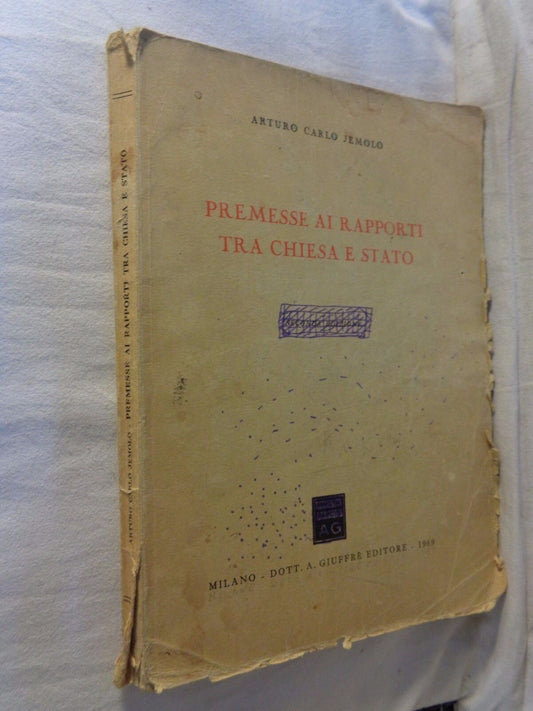 ARTURO CARLO JEMOLO
PREMESSE AI RAPPORTI
TRA CHIESA E STATO
AG
MILANO - DOTT. A. GIUFFRÈ EDITORE - 1969
ARTURO CARLO JEMOLO - PREMESSE AI RAPPORTI TRA CHIESA E STATO